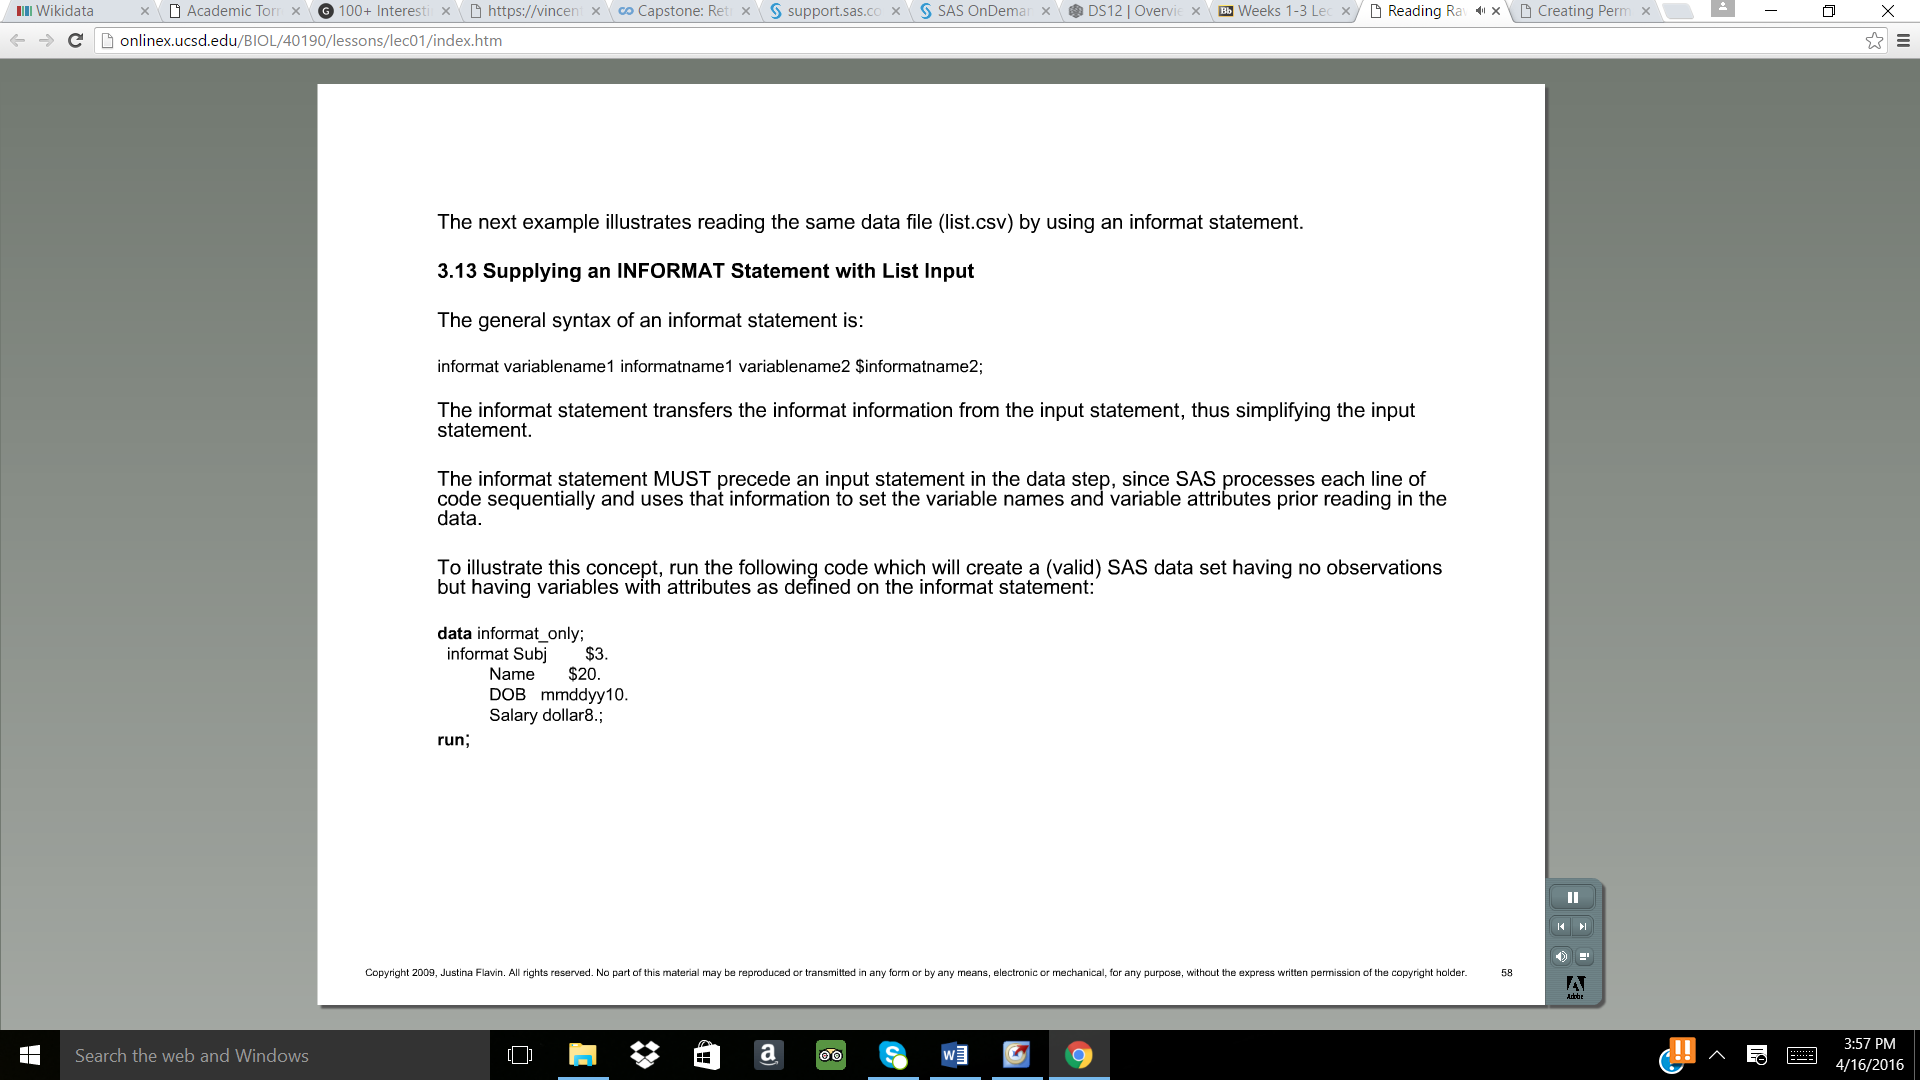 Wikidata
Academic Torr
100+ Interesti
https://vincen
Capstone: Ret
support.sas.co
SAS OnDeman
DS12 | Overvie
Bb Weeks 1-3 Lec
Reading Ra
Creating Perm
onlinex.ucsd.edu/BIOL/40190/lessons/lec01/index.htm
The next example illustrates reading the same data file (list.csv) by using an informat statement.
3.13 Supplying an INFORMAT Statement with List Input
The general syntax of an informat statement is:
informat variablename1 informatname1 variablename2 $informatname2;
The informat statement transfers the informat information from the input statement, thus simplifying the input
statement.
The informat statement MUST precede an input statement in the data step, since SAS processes each line of
code sequentially and uses that information to set the variable names and variable attributes prior reading in the
data.
To illustrate this concept, run the following code which will create a (valid) SAS data set having no observations
but having variables with attributes as defined on the informat statement:
data informat_only;
informat Subj $3.
Name $20.
DOB mmddyy10.
Salary dollar8.;
run;
Copyright 2009, Justina Flavin. All rights reserved. No part of this material may be reproduced or transmitted in any form or by any means, electronic or mechanical, for any purpose, without the express written permission of the copyright holder. 58
Adobe
Search the web and Windows
3:57 PM
4/16/2016